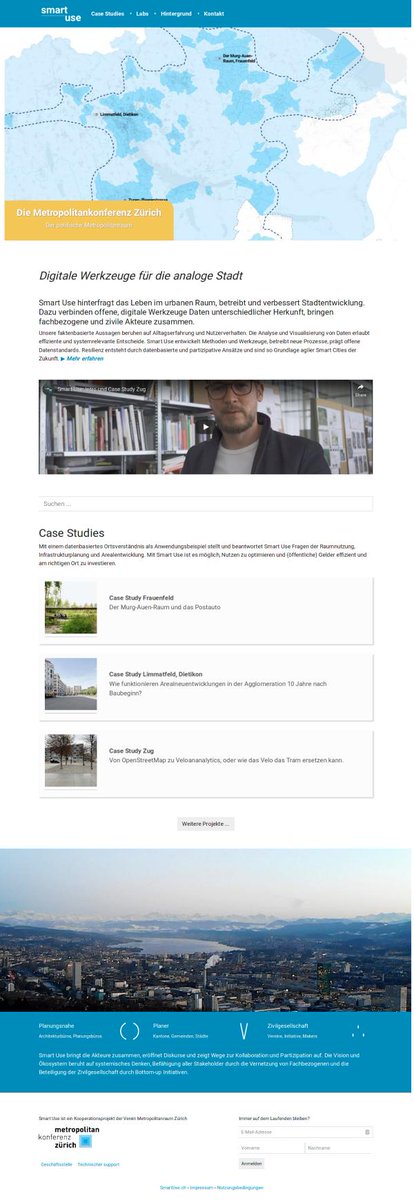 smart
use
Case Studies • Labs • Hintergrund • Kontakt
Der Murg-Auen-
Raum, Frauenfeld
Limmatfeld, Dietikon
Die Metropolitankonferenz Zürich
Der politische Metropolitanraum
Digitale Werkzeuge für die analoge Stadt
Smart Use hinterfragt das Leben im urbanen Raum, betreibt und verbessert Stadtentwicklung.
Dazu verbinden offene, digitale Werkzeuge Daten unterschiedlicher Herkunft, bringen
fachbezogene und zivile Akteure zusammen.
Unsere faktenbasierte Aussagen beruhen auf Alltagserfahrung und Nutzerverhalten. Die Analyse und Visualisierung von Daten erlaubt
effiziente und systemrelevante Entscheide. Smart Use entwickelt Methoden und Werkzeuge, betreibt neue Prozesse, prägt offene
Datenstandards. Resilienz entsteht durch datenbasierte und partizipative Ansätze und sind so Grundlage agiler Smart Cities der
Zukunft. ▶ Mehr erfahren
Smart Use: Intro und Case Study Zug
Share
Suchen ...
Case Studies
Mit einem datenbasiertes Ortsverständnis als Anwendungsbeispiel stellt und beantwortet Smart Use Fragen der Raumnutzung,
Infrastrukturplanung und Arealentwicklung. Mit Smart Use ist es möglich, Nutzen zu optimieren und (öffentliche) Gelder effizient und
am richtigen Ort zu investieren.
Case Study Frauenfeld
Der Murg-Auen-Raum und das Postauto
Case Study Limmatfeld, Dietikon
Wie funktionieren Arealneuentwicklungen in der Agglomeration 10 Jahre nach
Baubeginn?
Case Study Zug
Von OpenStreetMap zu Veloananalytics, oder wie das Velo das Tram ersetzen kann.
Weitere Projekte ...
Planungsnahe
Architekturbüros, Planungsbüros
Planer
Kantone, Gemeinden, Städte
Zivilgesellschaft
Vereine, Initiative, Makers
Smart Use bringt die Akteure zusammen, eröffnet Diskurse und zeigt Wege zur Kollaboration und Partizipation auf. Die Vision und
Ökosystem beruht auf systemisches Denken, Befähigung aller Stakeholder durch die Vernetzung von Fachbezogenen und die
Beteiligung der Zivilgesellschaft durch Bottom-up Initiativen.
Smart Use ist ein Kooperationsprojekt der Verein Metropolitanraum Zürich
metropolitan
konferenz
zürich
Geschäftsstelle Technischer support
Immer auf dem Laufenden bleiben?
E-Mail-Adresse
Vorname
Nachname
Anmelden
Smartuse.ch • Impressum • Nutzungsbedingungen